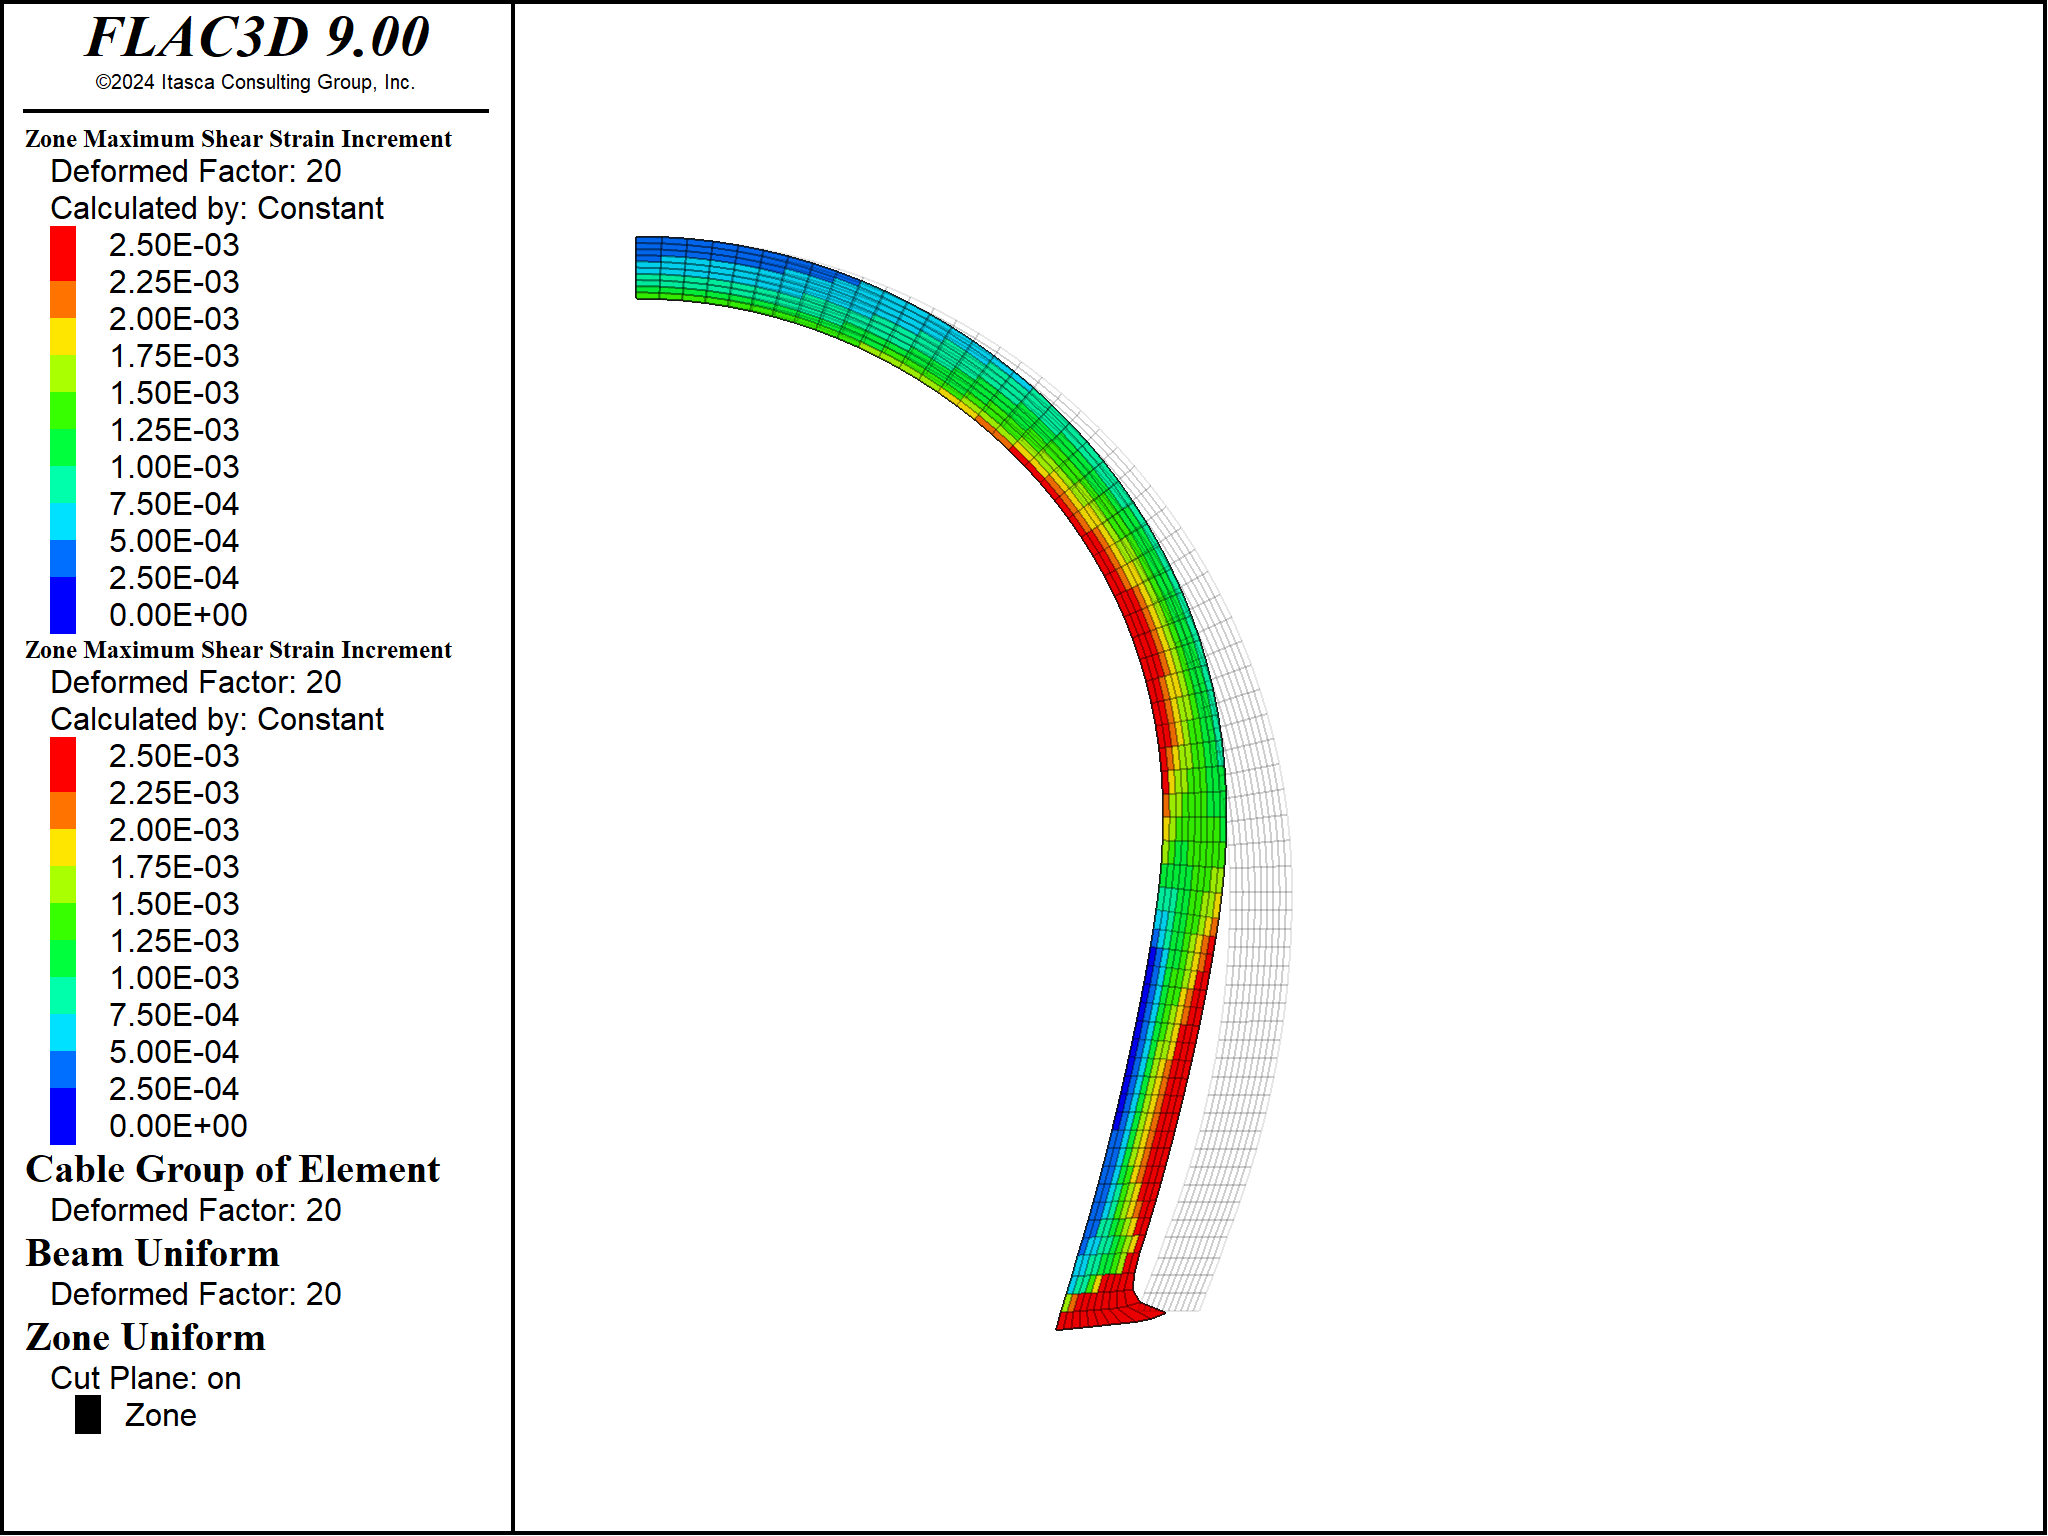 FLAC3D 9.00
©2024 Itasca Consulting Group, Inc.
Zone Maximum Shear Strain Increment
Deformed Factor: 20
Calculated by: Constant
2.50E-03
2.25E-03
2.00E-03
1.75E-03
1.50E-03
1.25E-03
1.00E-03
7.50E-04
5.00E-04
2.50E-04
0.00E+00
Zone Maximum Shear Strain Increment
Deformed Factor: 20
Calculated by: Constant
2.50E-03
2.25E-03
2.00E-03
1.75E-03
1.50E-03
1.25E-03
1.00E-03
7.50E-04
5.00E-04
2.50E-04
0.00E+00
Cable Group of Element
Deformed Factor: 20
Beam Uniform
Deformed Factor: 20
Zone Uniform
Cut Plane: on
Zone